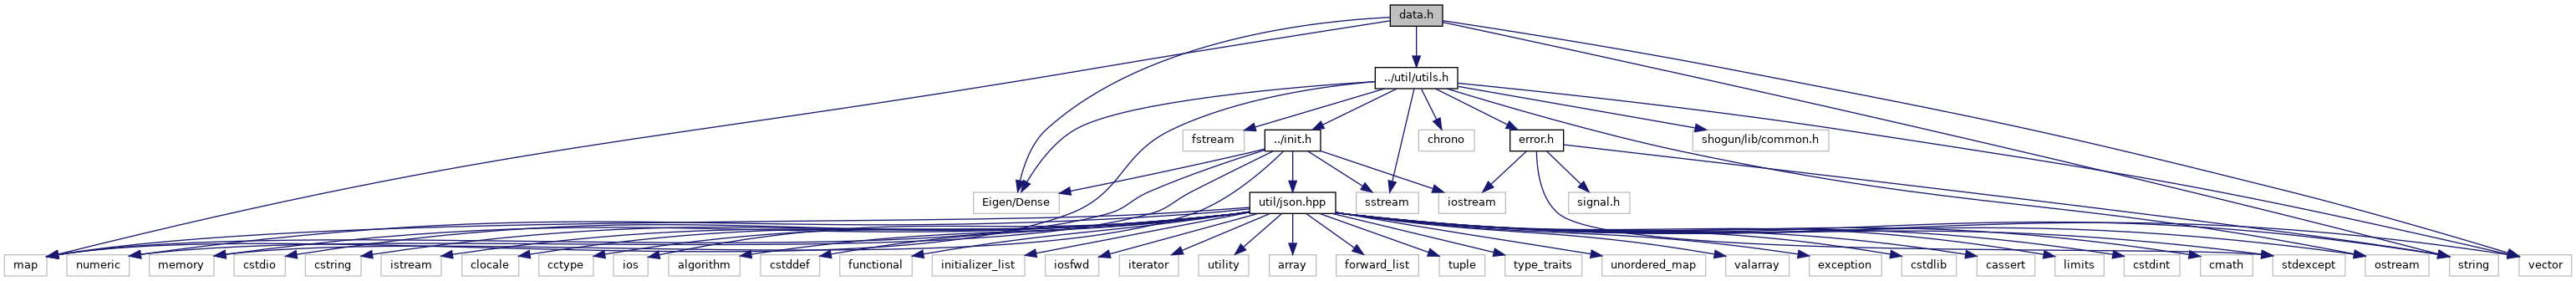 data.h
../util/utils.h
fstream
../init.h
chrono
error.h
shogun/lib/common.h
Eigen/Dense
util/json.hpp
sstream
iostream
signal.h
map
numeric
memory
cstdio
cstring
istream
clocale
cctype
ios
algorithm
cstddef
functional
initializer_list
iosfwd
iterator
utility
array
forward_list
tuple
type_traits
unordered_map
valarray
exception
cstdlib
cassert
limits
cstdint
cmath
stdexcept
ostream
string
vector